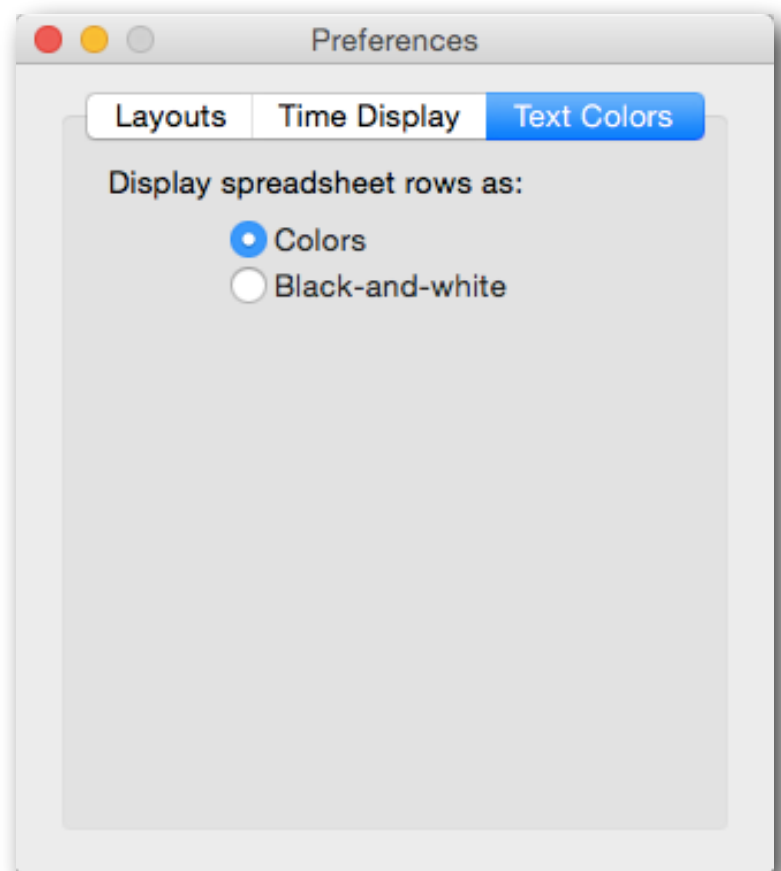 Preferences
Layouts Time Display Text Colors
Display spreadsheet rows as:
Colors
Black-and-white